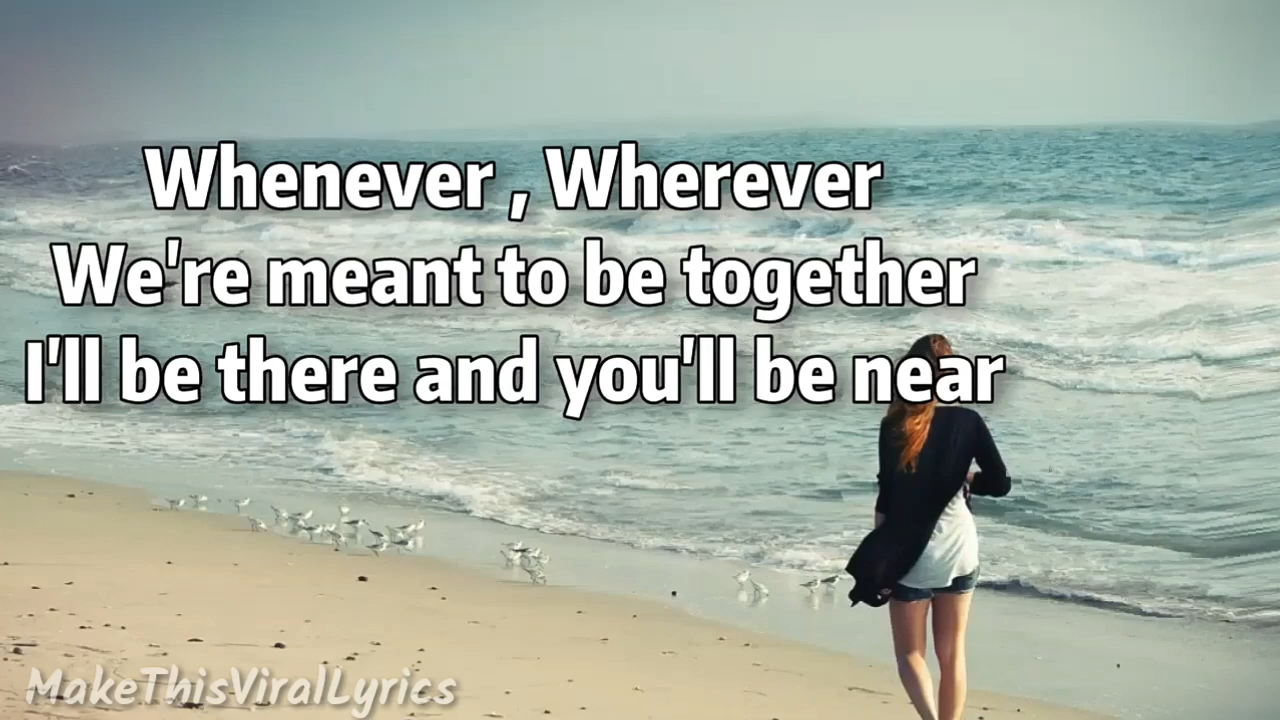 Whenever , Wherever
We're meant to be together
I'll be there and you'll be near
MakeThisViralLyrics